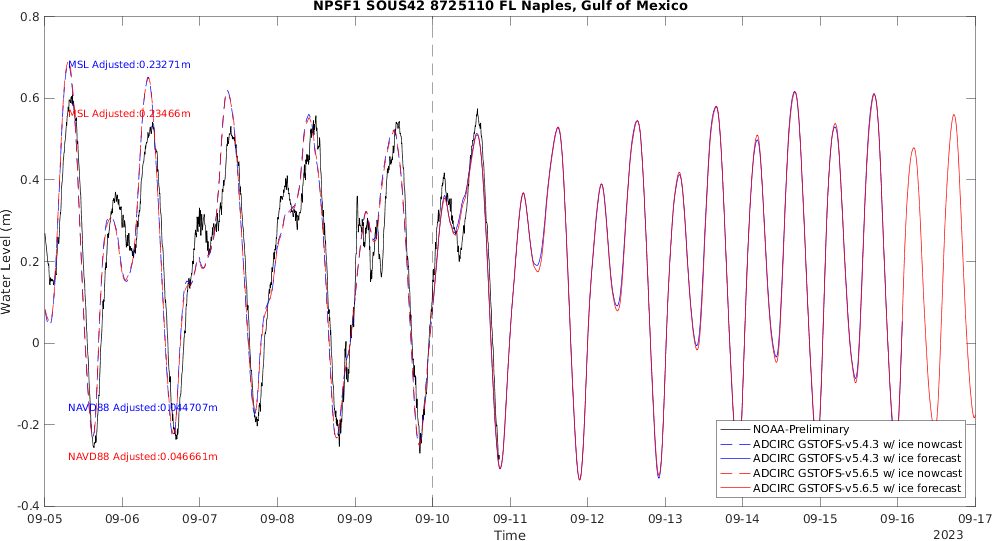 NPSF1 SOUS42 8725110 FL Naples, Gulf of Mexico
0.8
0.6
0.4
0.2
0
-0.2
-0.4
Water Level (m)
MSL Adjusted:0.23271m
MSL Adjusted:0.23466m
NAVD88 Adjusted:0.044707m
NAVD88 Adjusted:0.046661m
NOAA-Preliminary
ADCIRC GSTOFS-v5.4.3 w/ ice nowcast
ADCIRC GSTOFS-v5.4.3 w/ ice forecast
ADCIRC GSTOFS-v5.6.5 w/ ice nowcast
ADCIRC GSTOFS-v5.6.5 w/ ice forecast
09-05 09-06 09-07 09-08 09-09 09-10 09-11 09-12 09-13 09-14 09-15 09-16 09-17
Time
2023